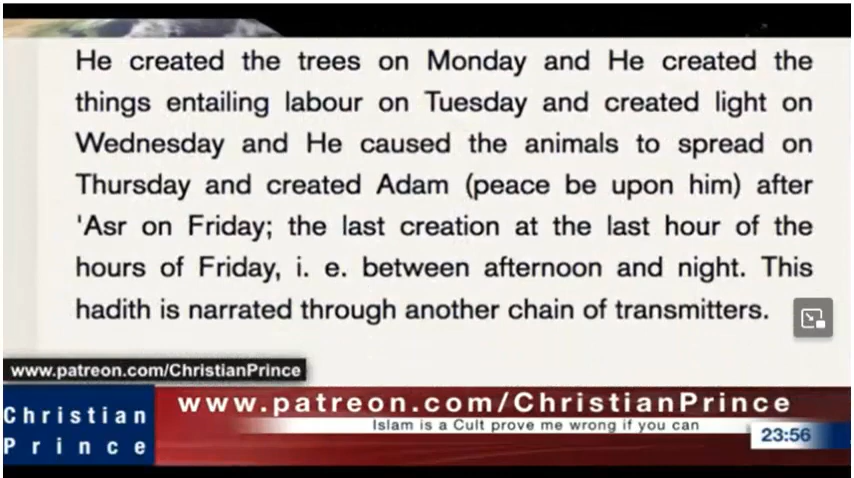 He created the trees on Monday and He created the
things entailing labour on Tuesday and created light on
Wednesday and He caused the animals to spread on
Thursday and created Adam (peace be upon him) after
'Asr on Friday; the last creation at the last hour of the
hours of Friday, i. e. between afternoon and night. This
hadith is narrated through another chain of transmitters.
www.patreon.com/ChristianPrince
Christian
Prince
www.patreon.com/ChristianPrince
Islam is a Cult prove me wrong if you can
23:56